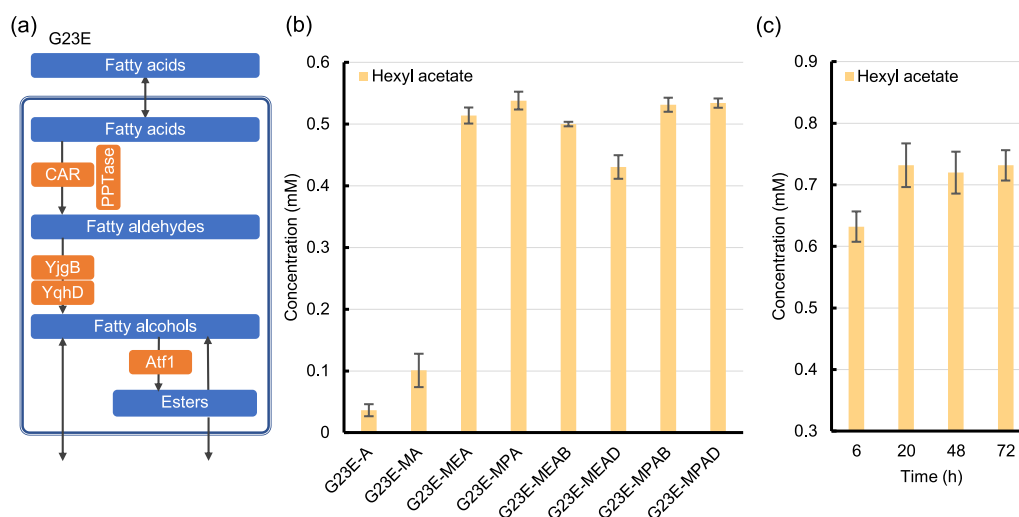 (a)
G23E
Fatty acids
Fatty acids
CAR
PPTase
Fatty aldehydes
YjgB
YqhD
Fatty alcohols
Atf1
Esters
(b)
Hexyl acetate
Concentration (mM)
0.6
0.5
0.4
0.3
0.2
0.1
0
G23E-A
G23E-MA
G23E-MEA
G23E-MPA
G23E-MEAB
G23E-MEAD
G23E-MPAB
G23E-MPAD
(c)
Hexyl acetate
Concentration (mM)
0.9
0.8
0.7
0.6
0.5
0.4
0.3
6 20 48 72
Time (h)